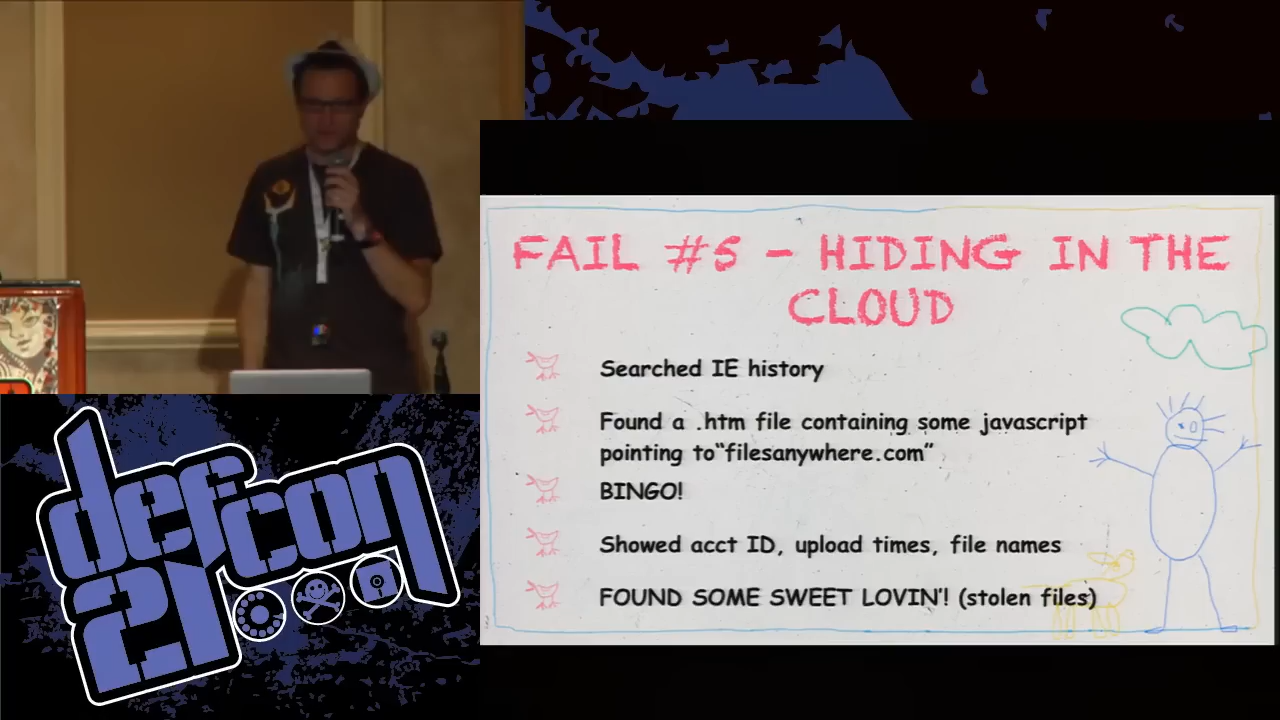 FAIL #5 - HIDING IN THE
CLOUD
Searched IE history
Found a .htm file containing some javascript
pointing to“filesanywhere.com”
BINGO!
Showed acct ID, upload times, file names
FOUND SOME SWEET LOVIN'! (stolen files)
defcon
21